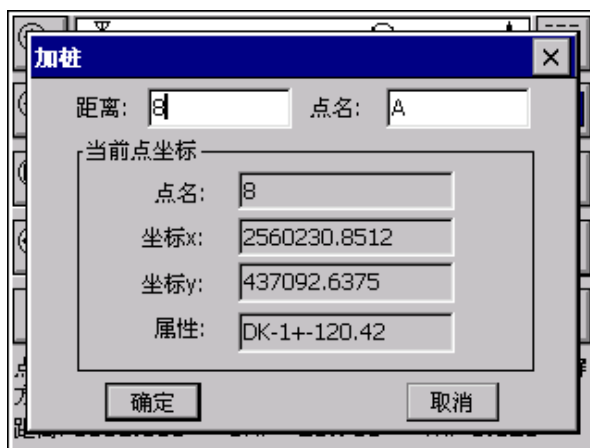 加桩
距离: 8 点名: A
当前点坐标
点名: 8
坐标x: 2560230.8512
坐标y: 437092.6375
属性: DK-1+-120.42
确定 取消